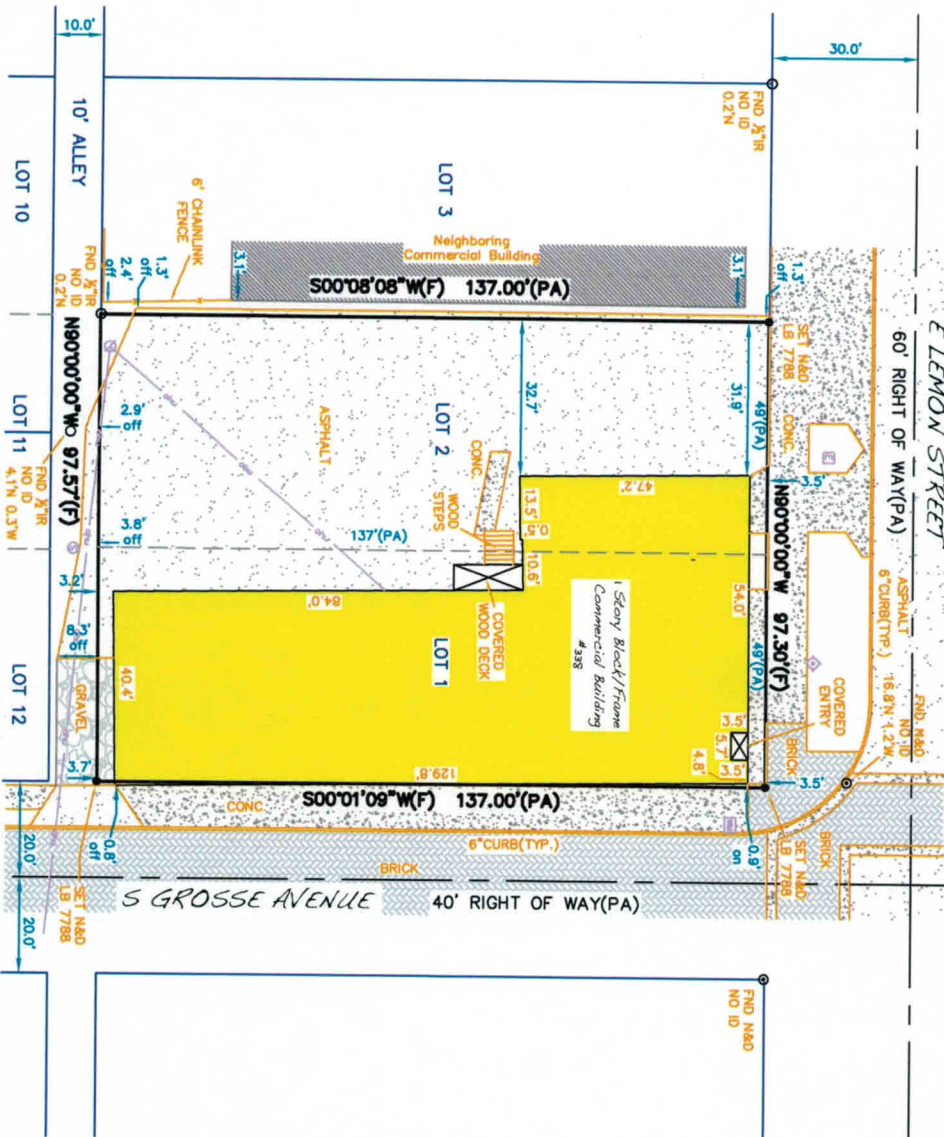 E LEMON STREET
60' RIGHT OF WAY(PA)
30.0'
10.0'
10' ALLEY
LOT 10
FND ½"IR
NO ID
0.2'N
LOT 3
6' CHAINLINK
FENCE
Neighboring
Commercial Building
3.1'
3.1'
S00°08'08"W(F) 137.00'(PA)
1.3'
off
2.4'
off
1.3'
off
FND ½"IR
NO ID
0.2'N
SET N&D
LB 7788
CONC.
N90°00'00"W 97.57'(F)
LOT 11
2.9'
off
FND ½"IR
NO ID
4.1'N 0.3'W
3.8'
off
ASPHALT
LOT 2
32.7'
31.9'
49'(PA)
3.5'
N90°00'00"W 97.30'(F)
47.2'
CONC.
WOOD
STEPS
13.5'
0.5'
10.6'
137'(PA)
ohu
ohu
ohu
COVERED
WOOD DECK
54.0'
49'(PA)
ASPHALT
6"CURB(TYP.)
1 Story Block/Frame
Commercial Building
#338
3.2'
84.0'
8.3'
off
LOT 12
GRAVEL
40.4'
LOT 1
COVERED
ENTRY
BRICK
3.5'
5.7'
3.5'
4.8'
FND N&D
NO ID
16.8'N 1.2'W
3.7'
129.8'
3.5'
S00°01'09"W(F) 137.00'(PA)
CONC
0.8'
off
0.9'
on
SET N&D
LB 7788
SET N&D
LB 7788
BRICK
6"CURB(TYP.)
BRICK
20.0'
20.0'
S GROSSE AVENUE
40' RIGHT OF WAY(PA)
FND N&D
NO ID